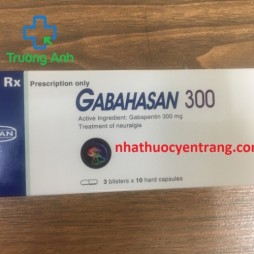 Trường Anh
Rx Prescription only
GABAHASAN 300
Active Ingredient: Gabapentin 300 mg
Treatment of neuralgia
nhathuocyentrang.com
3 blisters x 10 hard capsules